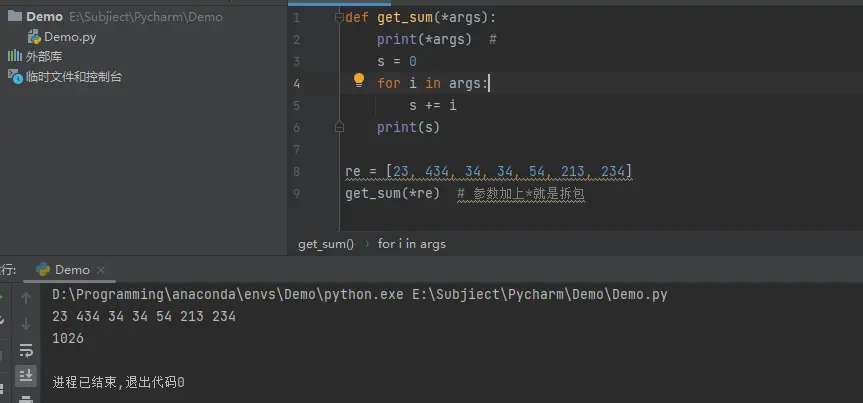 Demo E:\Subjiect\Pycharm\Demo
Demo.py
外部库
临时文件和控制台
1 def get_sum(*args):
2     print(*args)  #
3     s = 0
4     for i in args:
5         s += i
6     print(s)
7
8 re = [23, 434, 34, 34, 54, 213, 234]
9 get_sum(*re)  # 参数加上*就是拆包
get_sum() › for i in args
行: Demo ×
D:\Programming\anaconda\envs\Demo\python.exe E:\Subjiect\Pycharm\Demo\Demo.py
23 434 34 34 54 213 234
1026
进程已结束,退出代码0